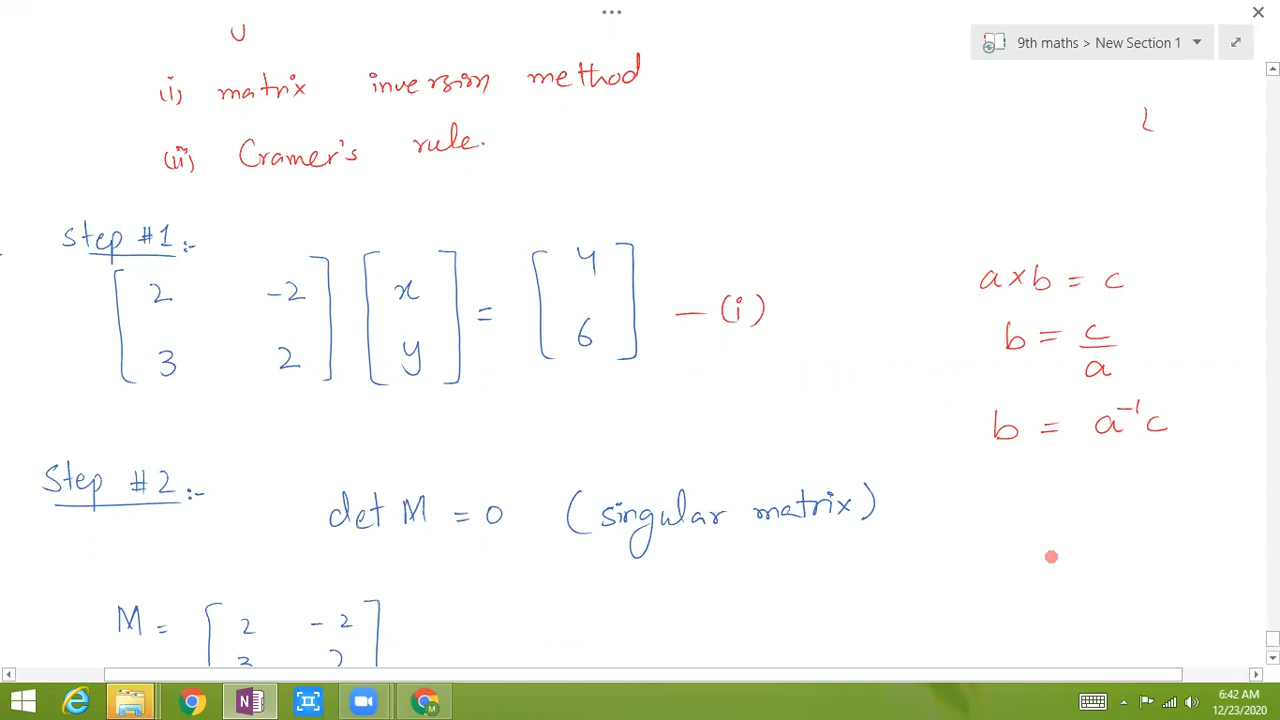 9th maths > New Section 1
(i) matrix inversion method
(ii) Cramer's rule.
Step #1:-
[2 -2] [x] = [4] — (i)
[3 2] [y] [6]
a×b = c
b = c/a
b = a⁻¹c
Step #2:-
det M = 0 (singular matrix)
M = [2 -2]
6:42 AM
12/23/2020